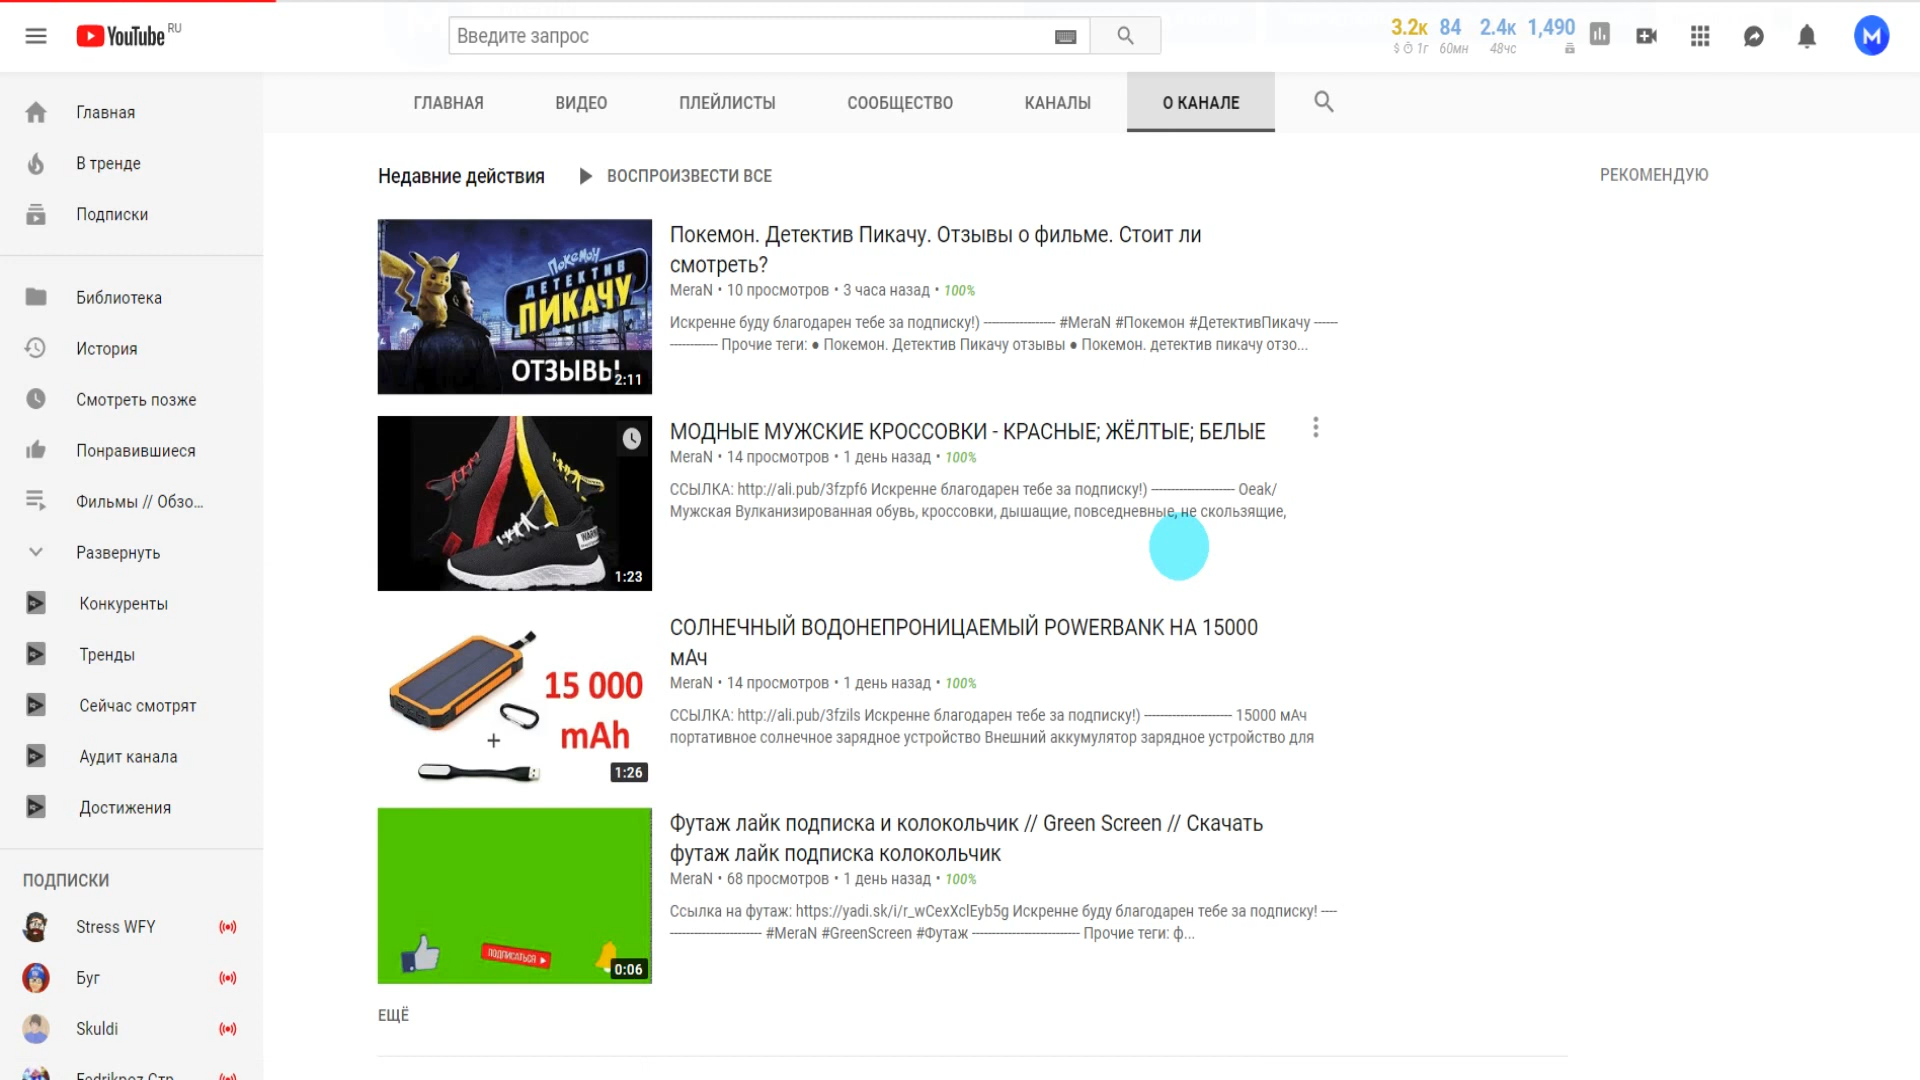 YouTube RU
Введите запрос
3.2к 84 2.4к 1,490
$ 1г 60мн 48чс
М
ГЛАВНАЯ ВИДЕО ПЛЕЙЛИСТЫ СООБЩЕСТВО КАНАЛЫ О КАНАЛЕ
Главная
В тренде
Подписки
Библиотека
История
Смотреть позже
Понравившиеся
Фильмы // Обзо...
Развернуть
Конкуренты
Тренды
Сейчас смотрят
Аудит канала
Достижения
ПОДПИСКИ
Stress WFY
Буг
Skuldi
Недавние действия ВОСПРОИЗВЕСТИ ВСЕ
РЕКОМЕНДУЮ
ПОКЕМОН
ДЕТЕКТИВ
ПИКАЧУ
ОТЗЫВЫ
2:11
Покемон. Детектив Пикачу. Отзывы о фильме. Стоит ли
смотреть?
MeraN • 10 просмотров • 3 часа назад • 100%
Искренне буду благодарен тебе за подписку!) ------------------ #MeraN #Покемон #ДетективПикачу ------
------------ Прочие теги: ● Покемон. Детектив Пикачу отзывы ● Покемон. детектив пикачу отзо...
1:23
МОДНЫЕ МУЖСКИЕ КРОССОВКИ - КРАСНЫЕ; ЖЁЛТЫЕ; БЕЛЫЕ
MeraN • 14 просмотров • 1 день назад • 100%
ССЫЛКА: http://ali.pub/3fzpf6 Искренне благодарен тебе за подписку!) --------------------- Oeak/
Мужская Вулканизированная обувь, кроссовки, дышащие, повседневные, не скользящие,
15 000
mAh
+
1:26
СОЛНЕЧНЫЙ ВОДОНЕПРОНИЦАЕМЫЙ POWERBANK НА 15000
мАч
MeraN • 14 просмотров • 1 день назад • 100%
ССЫЛКА: http://ali.pub/3fzils Искренне благодарен тебе за подписку!) ---------------------- 15000 мАч
портативное солнечное зарядное устройство Внешний аккумулятор зарядное устройство для
ПОДПИСАТЬСЯ
0:06
Футаж лайк подписка и колокольчик // Green Screen // Скачать
футаж лайк подписка колокольчик
MeraN • 68 просмотров • 1 день назад • 100%
Ссылка на футаж: https://yadi.sk/i/r_wCexXclEyb5g Искренне буду благодарен тебе за подписку! ----
----------------------- #MeraN #GreenScreen #Футаж --------------------------- Прочие теги: ф...
ЕЩЁ